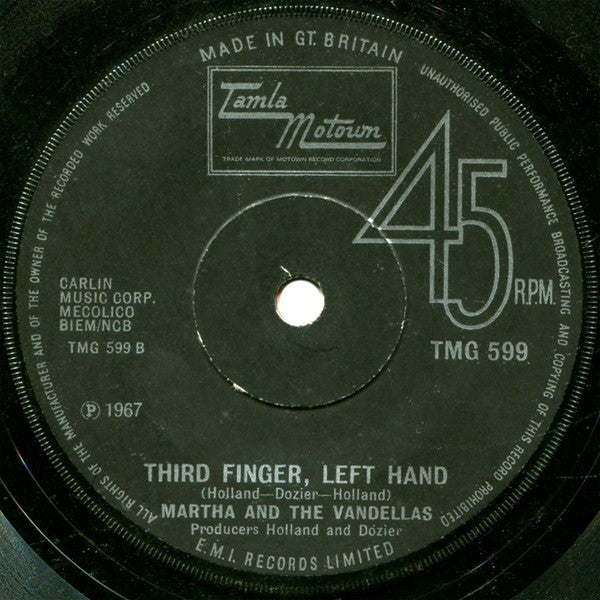 MADE IN GT. BRITAIN
UNAUTHORISED PUBLIC PERFORMANCE BROADCASTING AND COPYING OF THIS RECORD PROHIBITED
ALL RIGHTS OF THE MANUFACTURER AND OF THE OWNER OF THE RECORDED WORK RESERVED
Tamla
Motown
TRADE MARK OF MOTOWN RECORD CORPORATION
45
R.P.M.
CARLIN
MUSIC CORP.
MECOLICO
BIEM/NCB
TMG 599 B
TMG 599
℗ 1967
THIRD FINGER, LEFT HAND
(Holland—Dozier—Holland)
MARTHA AND THE VANDELLAS
Producers Holland and Dozier
E.M.I. RECORDS LIMITED